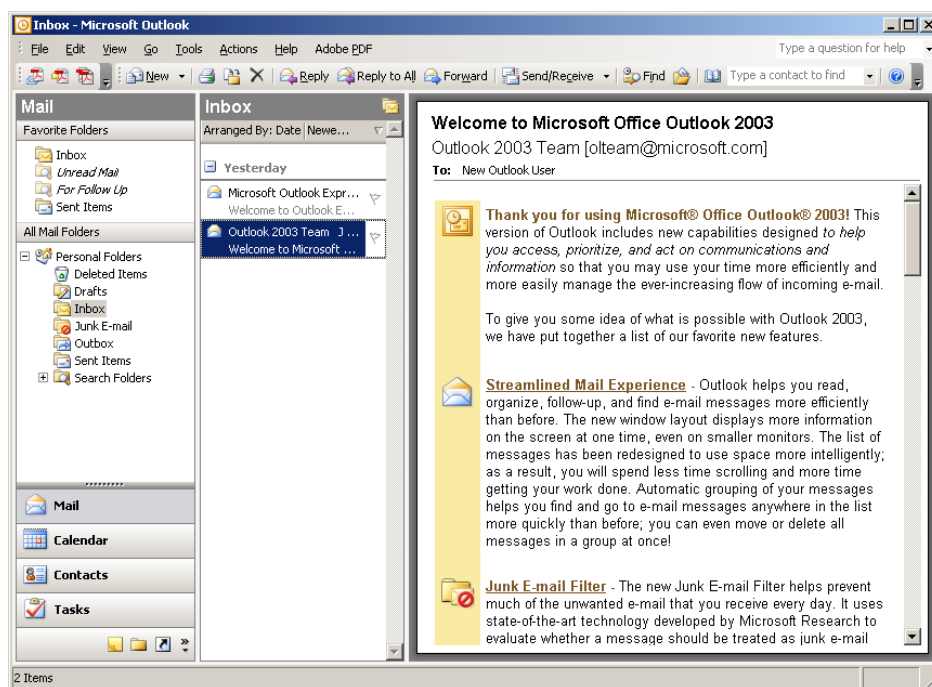 Inbox - Microsoft Outlook
File Edit View Go Tools Actions Help Adobe PDF Type a question for help
New Reply Reply to All Forward Send/Receive Find Type a contact to find
Mail
Favorite Folders
Inbox
Unread Mail
For Follow Up
Sent Items
All Mail Folders
Personal Folders
Deleted Items
Drafts
Inbox
Junk E-mail
Outbox
Sent Items
Search Folders
Mail
Calendar
Contacts
Tasks
Inbox
Arranged By: Date Newe...
Yesterday
Microsoft Outlook Expr...
Welcome to Outlook E...
Outlook 2003 Team J ...
Welcome to Microsoft ...
Welcome to Microsoft Office Outlook 2003
Outlook 2003 Team [olteam@microsoft.com]
To: New Outlook User
Thank you for using Microsoft® Office Outlook® 2003! This
version of Outlook includes new capabilities designed to help
you access, prioritize, and act on communications and
information so that you may use your time more efficiently and
more easily manage the ever-increasing flow of incoming e-mail.
To give you some idea of what is possible with Outlook 2003,
we have put together a list of our favorite new features.
Streamlined Mail Experience - Outlook helps you read,
organize, follow-up, and find e-mail messages more efficiently
than before. The new window layout displays more information
on the screen at one time, even on smaller monitors. The list of
messages has been redesigned to use space more intelligently;
as a result, you will spend less time scrolling and more time
getting your work done. Automatic grouping of your messages
helps you find and go to e-mail messages anywhere in the list
more quickly than before; you can even move or delete all
messages in a group at once!
Junk E-mail Filter - The new Junk E-mail Filter helps prevent
much of the unwanted e-mail that you receive every day. It uses
state-of-the-art technology developed by Microsoft Research to
evaluate whether a message should be treated as junk e-mail
2 Items